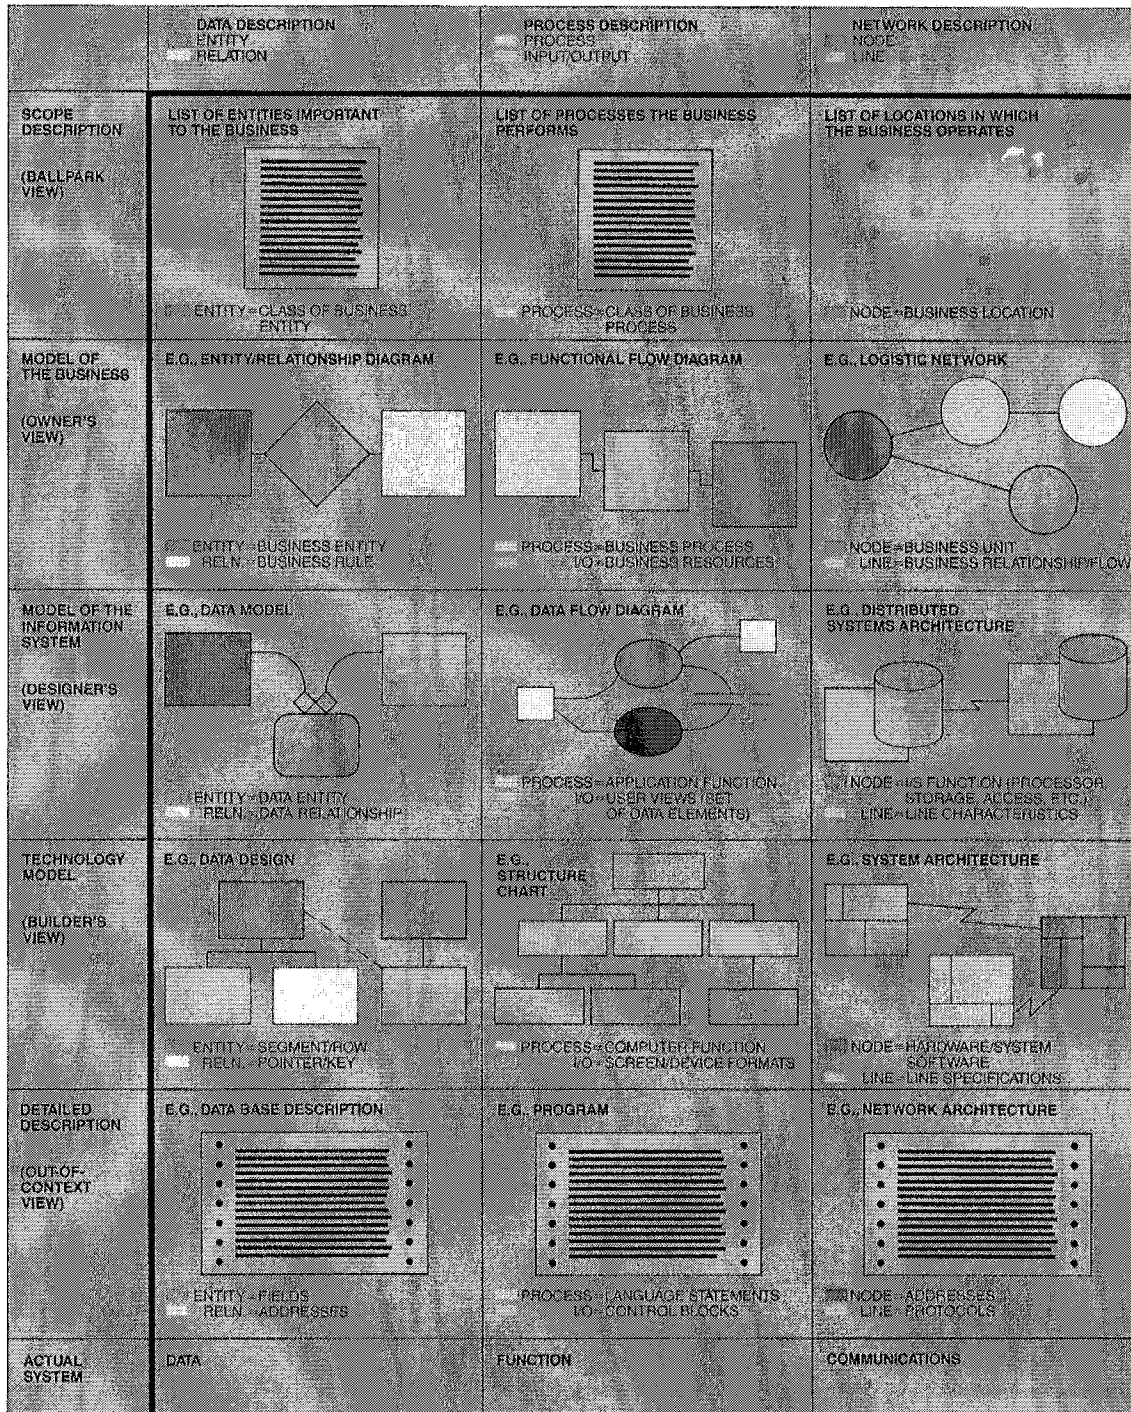 DATA DESCRIPTION
ENTITY
RELATION
PROCESS DESCRIPTION
PROCESS
INPUT/OUTPUT
NETWORK DESCRIPTION
NODE
LINE
SCOPE
DESCRIPTION
(BALLPARK
VIEW)
LIST OF ENTITIES IMPORTANT
TO THE BUSINESS
ENTITY=CLASS OF BUSINESS
ENTITY
LIST OF PROCESSES THE BUSINESS
PERFORMS
PROCESS=CLASS OF BUSINESS
PROCESS
LIST OF LOCATIONS IN WHICH
THE BUSINESS OPERATES
NODE=BUSINESS LOCATION
MODEL OF
THE BUSINESS
(OWNER'S
VIEW)
E.G., ENTITY/RELATIONSHIP DIAGRAM
ENTITY=BUSINESS ENTITY
RELN.=BUSINESS RULE
E.G., FUNCTIONAL FLOW DIAGRAM
PROCESS=BUSINESS PROCESS
I/O=BUSINESS RESOURCES
E.G., LOGISTIC NETWORK
NODE=BUSINESS UNIT
LINE=BUSINESS RELATIONSHIP/FLOW
MODEL OF THE
INFORMATION
SYSTEM
(DESIGNER'S
VIEW)
E.G., DATA MODEL
ENTITY=DATA ENTITY
RELN.=DATA RELATIONSHIP
E.G., DATA FLOW DIAGRAM
PROCESS=APPLICATION FUNCTION
I/O=USER VIEWS (SET
OF DATA ELEMENTS)
E.G., DISTRIBUTED
SYSTEMS ARCHITECTURE
NODE=I/S FUNCTION (PROCESSOR,
STORAGE, ACCESS, ETC.)
LINE=LINE CHARACTERISTICS
TECHNOLOGY
MODEL
(BUILDER'S
VIEW)
E.G., DATA DESIGN
ENTITY=SEGMENT/ROW
RELN.=POINTER/KEY
E.G.,
STRUCTURE
CHART
PROCESS=COMPUTER FUNCTION
I/O=SCREEN/DEVICE FORMATS
E.G., SYSTEM ARCHITECTURE
NODE=HARDWARE/SYSTEM
SOFTWARE
LINE=LINE SPECIFICATIONS
DETAILED
DESCRIPTION
(OUT-OF-
CONTEXT
VIEW)
E.G., DATA BASE DESCRIPTION
ENTITY=FIELDS
RELN.=ADDRESSES
E.G., PROGRAM
PROCESS=LANGUAGE STATEMENTS
I/O=CONTROL BLOCKS
E.G., NETWORK ARCHITECTURE
NODE=ADDRESSES
LINE=PROTOCOLS
ACTUAL
SYSTEM
DATA
FUNCTION
COMMUNICATIONS